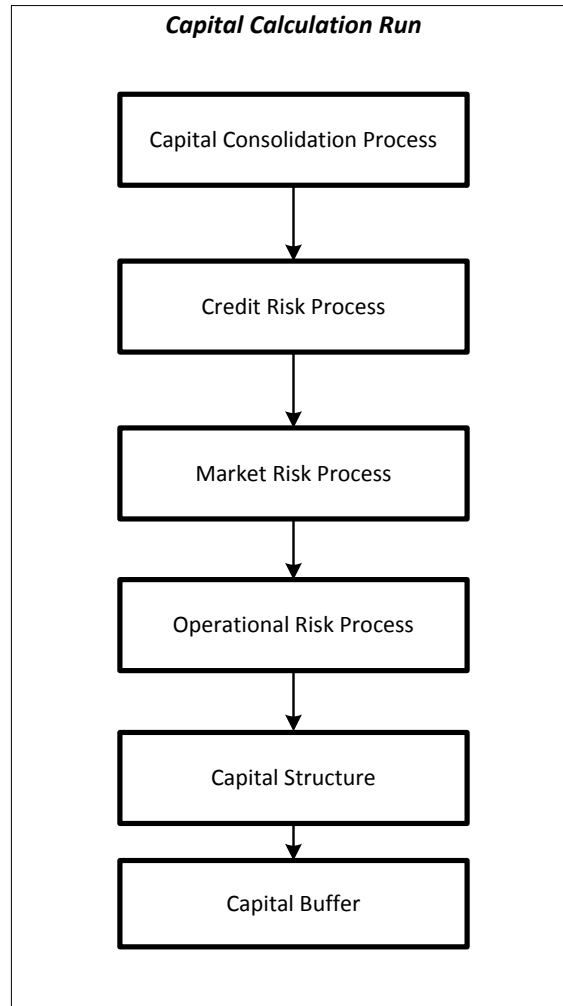 Capital Calculation Run
Capital Consolidation Process
Credit Risk Process
Market Risk Process
Operational Risk Process
Capital Structure
Capital Buffer